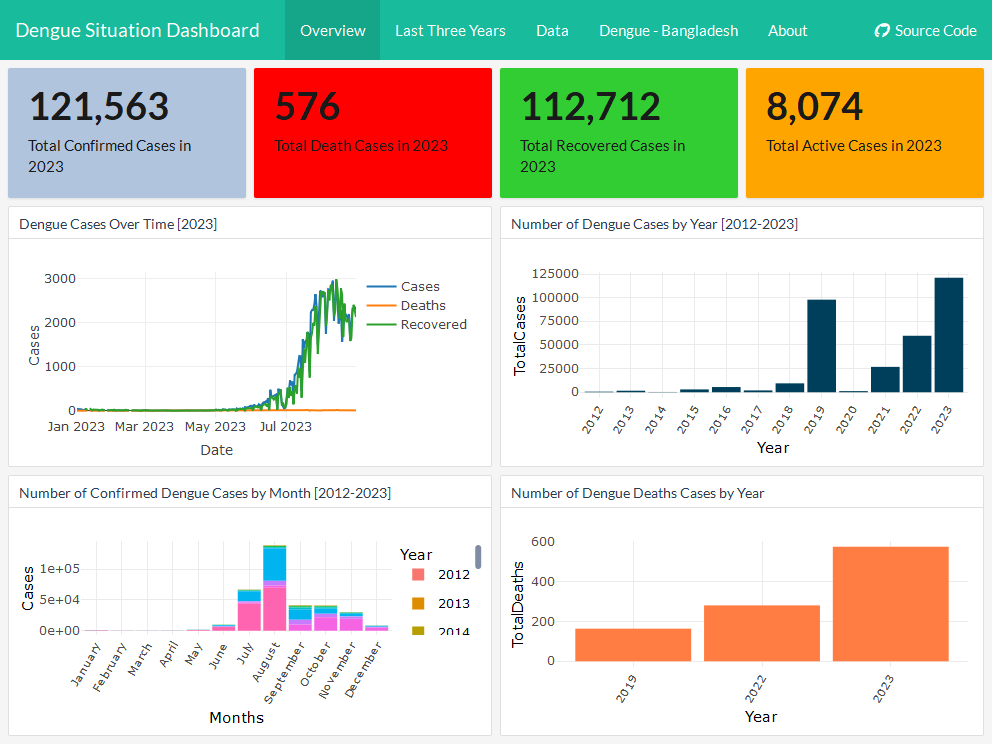 Dengue Situation Dashboard
Overview
Last Three Years
Data
Dengue - Bangladesh
About
Source Code
121,563
Total Confirmed Cases in
2023
576
Total Death Cases in 2023
112,712
Total Recovered Cases in
2023
8,074
Total Active Cases in 2023
Dengue Cases Over Time [2023]
3000
2000
1000
0
Cases
Jan 2023 Mar 2023 May 2023 Jul 2023
Date
Cases
Deaths
Recovered
Number of Dengue Cases by Year [2012-2023]
125000
100000
75000
50000
25000
0
TotalCases
2012 2013 2014 2015 2016 2017 2018 2019 2020 2021 2022 2023
Year
Number of Confirmed Dengue Cases by Month [2012-2023]
1e+05
5e+04
0e+00
Cases
January February March April May June July August September October November December
Months
Year
2012
2013
2014
Number of Dengue Deaths Cases by Year
600
400
200
0
TotalDeaths
2019 2022 2023
Year